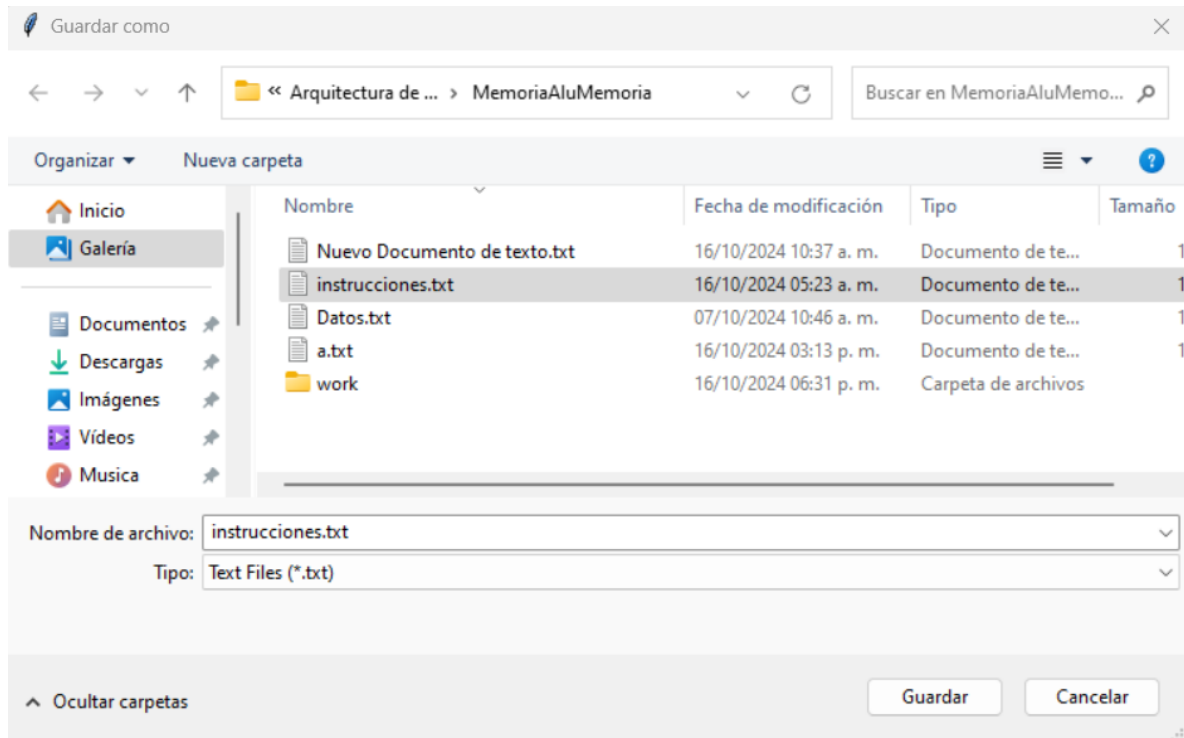 Guardar como
« Arquitectura de ... › MemoriaAluMemoria
Buscar en MemoriaAluMemo...
Organizar Nueva carpeta
?
Inicio
Galería
Documentos
Descargas
Imágenes
Vídeos
Musica
Nombre Fecha de modificación Tipo Tamaño
Nuevo Documento de texto.txt 16/10/2024 10:37 a. m. Documento de te... 1
instrucciones.txt 16/10/2024 05:23 a. m. Documento de te... 1
Datos.txt 07/10/2024 10:46 a. m. Documento de te... 1
a.txt 16/10/2024 03:13 p. m. Documento de te... 1
work 16/10/2024 06:31 p. m. Carpeta de archivos
Nombre de archivo: instrucciones.txt
Tipo: Text Files (*.txt)
Ocultar carpetas
Guardar Cancelar